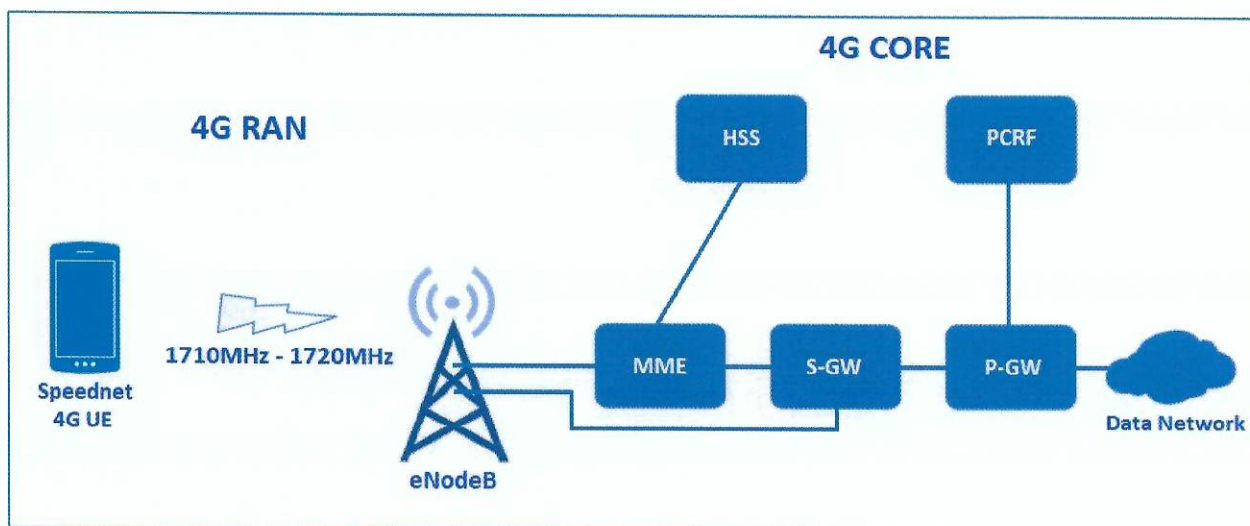 4G CORE
4G RAN
HSS
PCRF
1710MHz - 1720MHz
Speednet
4G UE
eNodeB
MME
S-GW
P-GW
Data Network